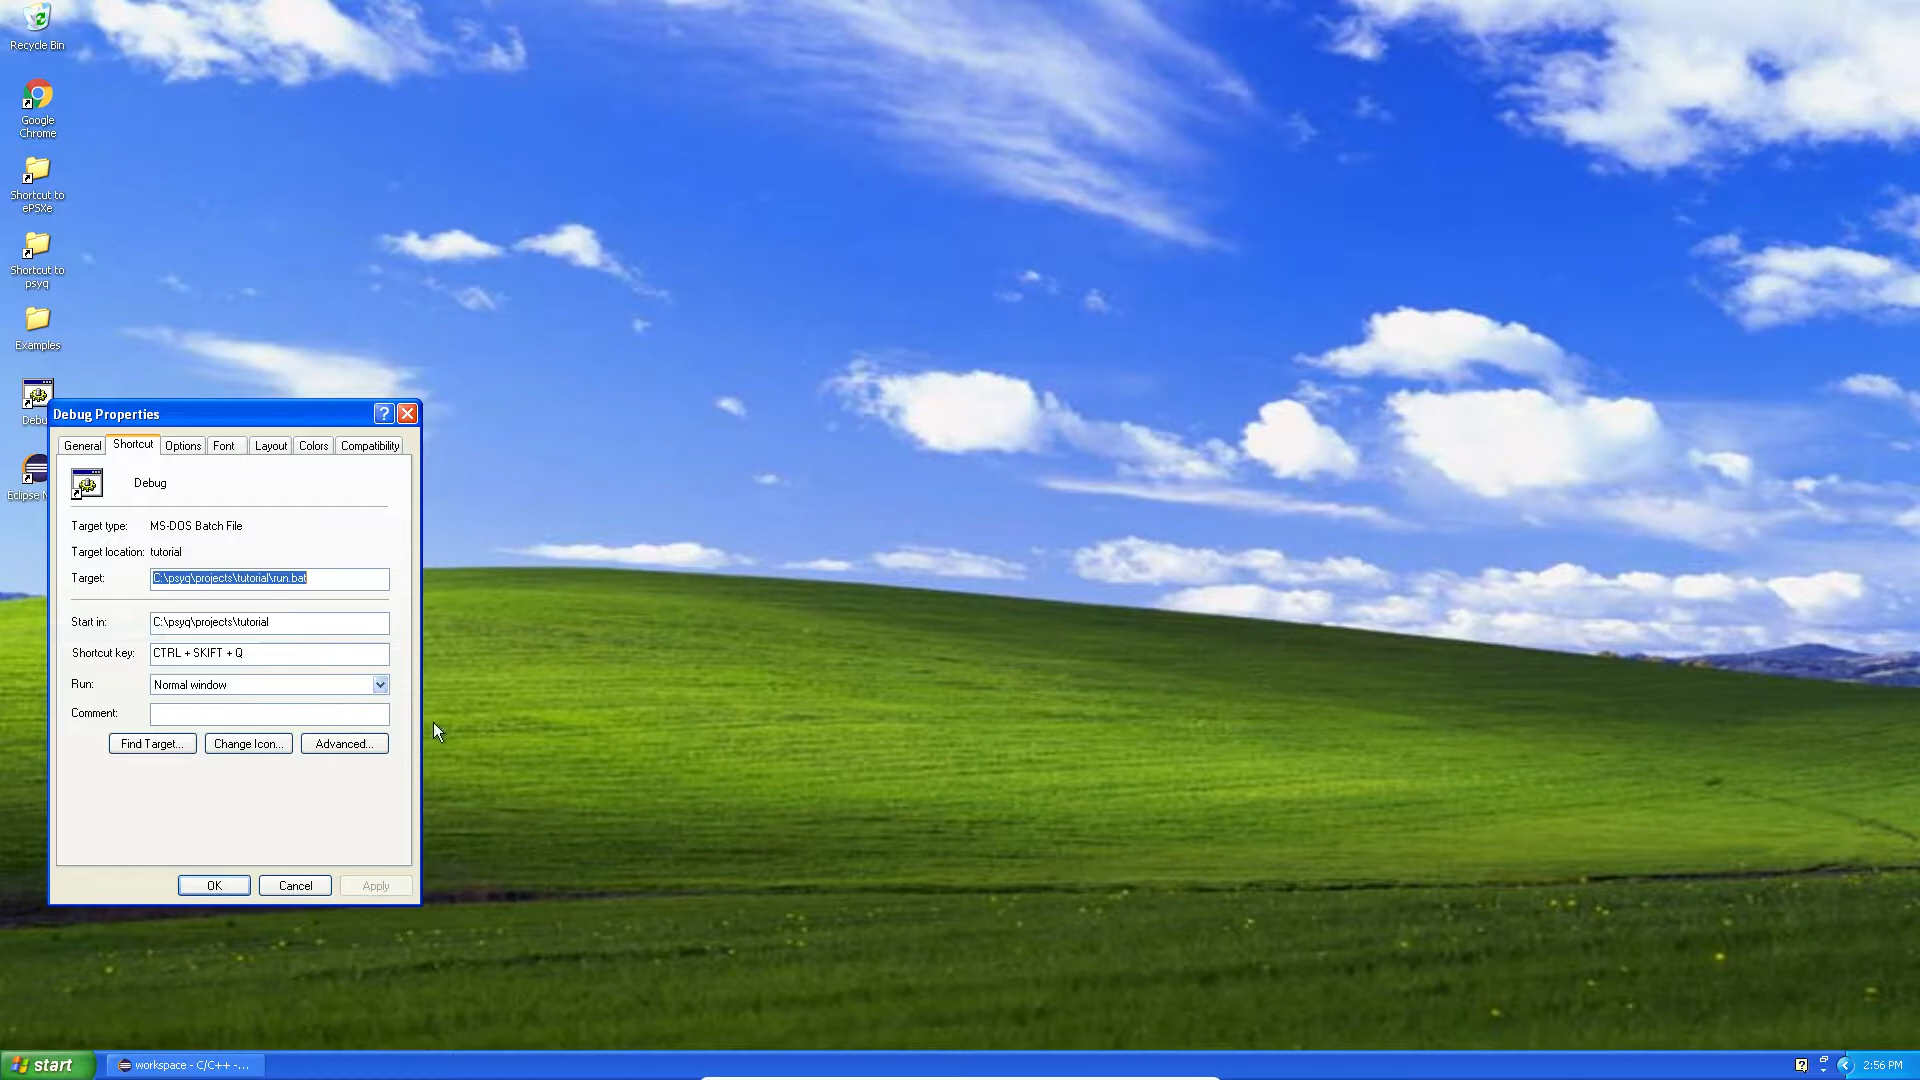 Recycle Bin
Google
Chrome
Shortcut to
ePSXe
Shortcut to
psyq
Examples
Debug Properties
General
Shortcut
Options
Font
Layout
Colors
Compatibility
Debug
Target type: MS-DOS Batch File
Target location: tutorial
Target: C:\psyq\projects\tutorial\run.bat
Start in: C:\psyq\projects\tutorial
Shortcut key: CTRL + SKIFT + Q
Run: Normal window
Comment:
Find Target...
Change Icon...
Advanced...
OK
Cancel
Apply
Eclipse
start
workspace - C/C++ -...
2:56 PM